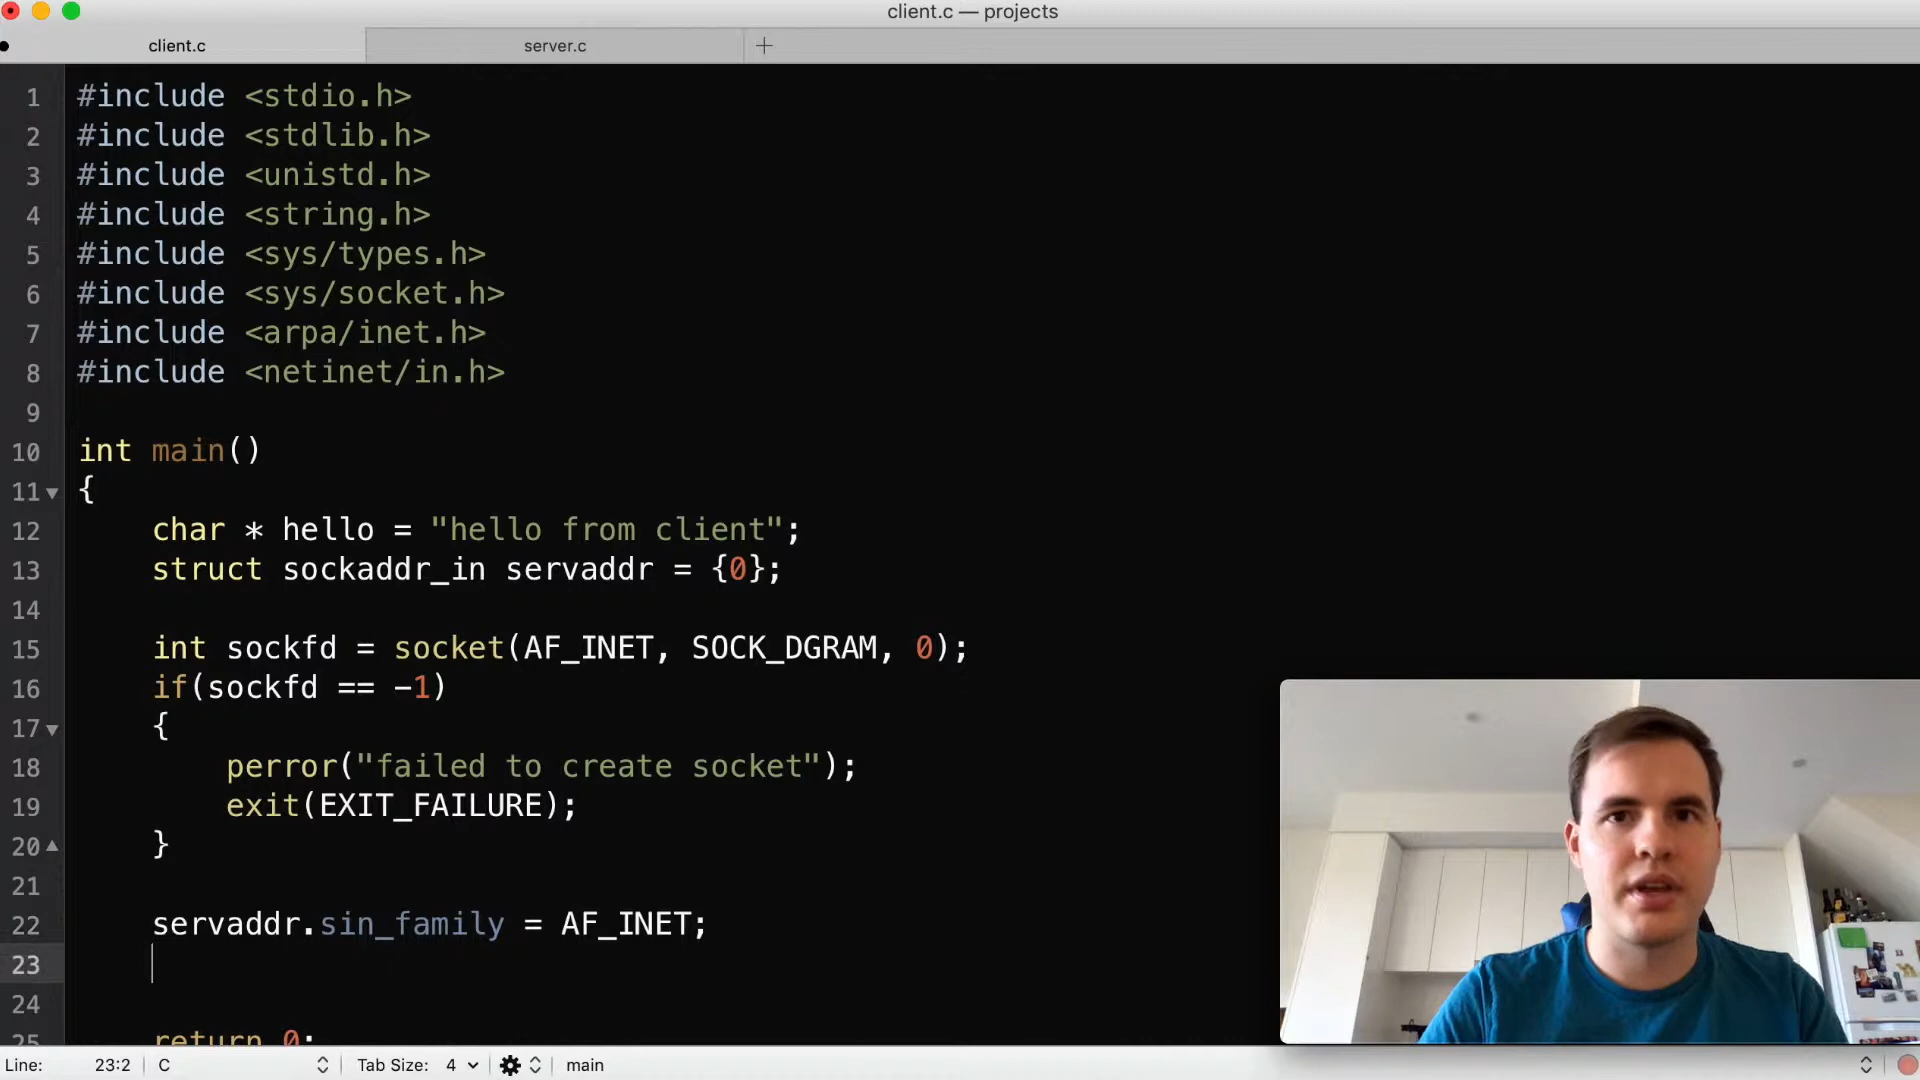 client.c — projects
client.c
server.c
1 #include <stdio.h>
2 #include <stdlib.h>
3 #include <unistd.h>
4 #include <string.h>
5 #include <sys/types.h>
6 #include <sys/socket.h>
7 #include <arpa/inet.h>
8 #include <netinet/in.h>
9
10 int main()
11 {
12 char * hello = "hello from client";
13 struct sockaddr_in servaddr = {0};
14
15 int sockfd = socket(AF_INET, SOCK_DGRAM, 0);
16 if(sockfd == -1)
17 {
18 perror("failed to create socket");
19 exit(EXIT_FAILURE);
20 }
21
22 servaddr.sin_family = AF_INET;
23
24
25 return 0;
Line: 23:2 C Tab Size: 4 main